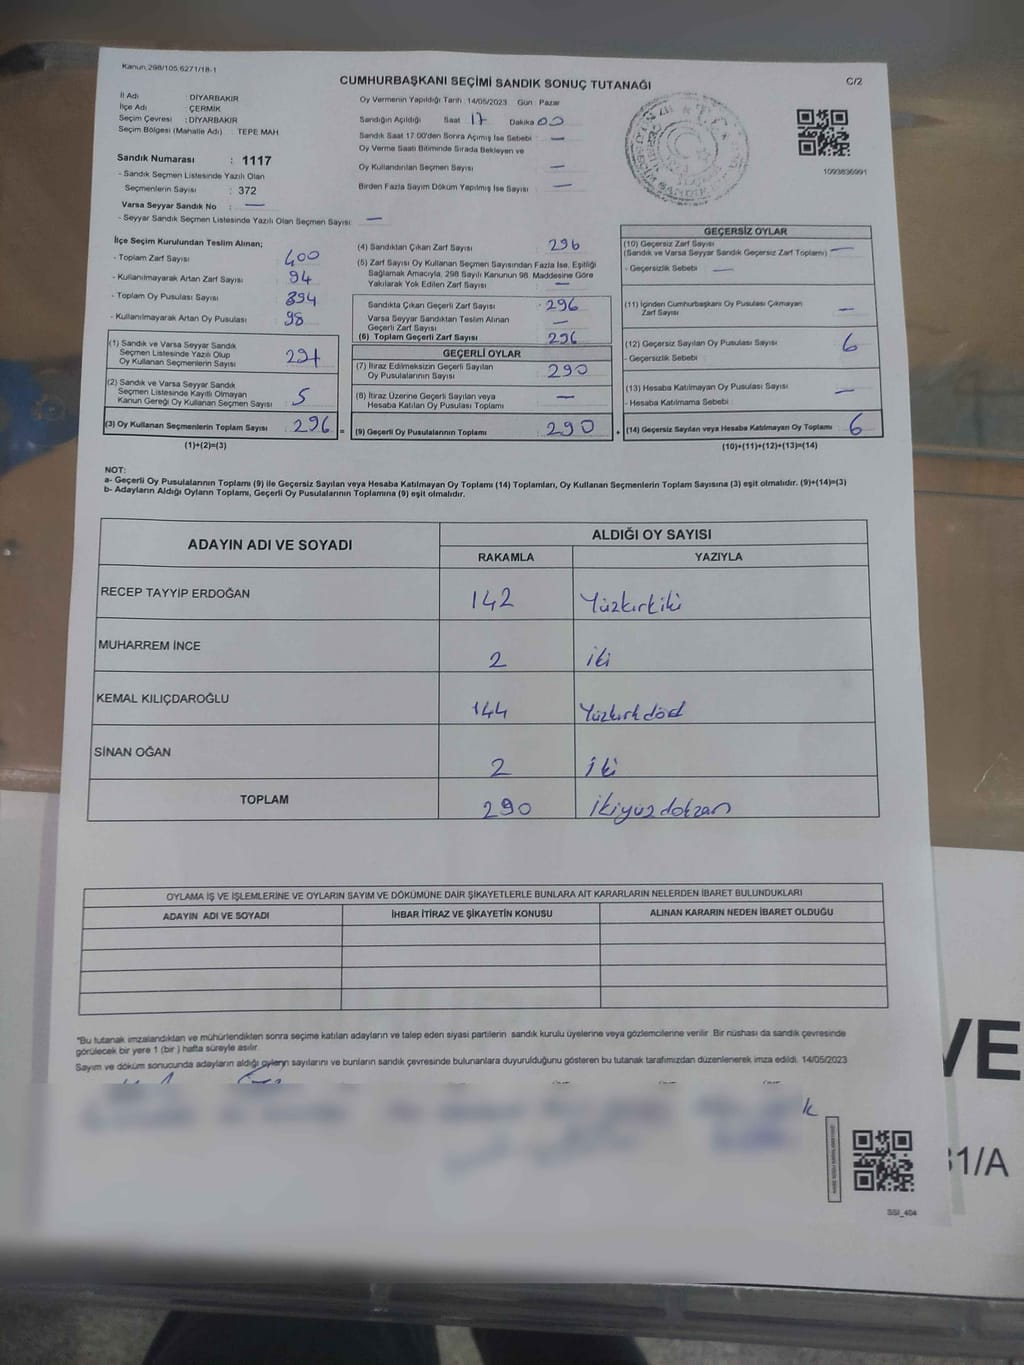 Kanun.298/105.6271/18-1
CUMHURBAŞKANI SEÇİMİ SANDIK SONUÇ TUTANAĞI
C/2
İl Adı : DİYARBAKIR
İlçe Adı : ÇERMİK
Seçim Çevresi : DİYARBAKIR
Seçim Bölgesi (Mahalle Adı) : TEPE MAH
Sandık Numarası : 1117
- Sandık Seçmen Listesinde Yazılı Olan
Seçmenlerin Sayısı : 372
Varsa Seyyar Sandık No : —
- Seyyar Sandık Seçmen Listesinde Yazılı Olan Seçmen Sayısı: —
Oy Vermenin Yapıldığı Tarih :14/05/2023 Gün : Pazar
Sandığın Açıldığı Saat : 17 Dakika : 00
Sandık Saat 17:00'den Sonra Açımış İse Sebebi : —
Oy Verme Saati Bitiminde Sırada Bekleyen ve
Oy Kullandırılan Seçmen Sayısı : —
Birden Fazla Sayım Döküm Yapılmış İse Sayısı : —
1093836991
İlçe Seçim Kurulundan Teslim Alınan;
- Toplam Zarf Sayısı : 400
- Kullanılmayarak Artan Zarf Sayısı : 94
- Toplam Oy Pusulası Sayısı : 394
- Kullanılmayarak Artan Oy Pusulası : 98
(1) Sandık ve Varsa Seyyar Sandık
Seçmen Listesinde Yazılı Olup
Oy Kullanan Seçmenlerin Sayısı : 291
(2) Sandık ve Varsa Seyyar Sandık
Seçmen Listesinde Kayıtlı Olmayan
Kanun Gereği Oy Kullanan Seçmen Sayısı : 5
(3) Oy Kullanan Seçmenlerin Toplam Sayısı : 296
(1)+(2)=(3)
(4) Sandıktan Çıkan Zarf Sayısı : 296
(5) Zarf Sayısı Oy Kullanan Seçmen Sayısından Fazla İse, Eşitliği
Sağlamak Amacıyla, 298 Sayılı Kanunun 98. Maddesine Göre
Yakılarak Yok Edilen Zarf Sayısı : —
Sandıkta Çıkan Geçerli Zarf Sayısı : 296
Varsa Seyyar Sandıktan Teslim Alınan
Geçerli Zarf Sayısı : —
(6) Toplam Geçerli Zarf Sayısı : 296
GEÇERLİ OYLAR
(7) İtiraz Edilmeksizin Geçerli Sayılan
Oy Pusulalarının Sayısı : 290
(8) İtiraz Üzerine Geçerli Sayılan veya
Hesaba Katılan Oy Pusulası Toplamı : —
= (9) Geçerli Oy Pusulalarının Toplamı : 290 +
GEÇERSİZ OYLAR
(10) Geçersiz Zarf Sayısı
(Sandık ve Varsa Seyyar Sandık Geçersiz Zarf Toplamı) : —
- Geçersizlik Sebebi : —
(11) İçinden Cumhurbaşkanı Oy Pusulası Çıkmayan
Zarf Sayısı : —
(12) Geçersiz Sayılan Oy Pusulası Sayısı : 6
- Geçersizlik Sebebi :
(13) Hesaba Katılmayan Oy Pusulası Sayısı : —
- Hesaba Katılmama Sebebi :
(14) Geçersiz Sayılan veya Hesaba Katılmayan Oy Toplamı : 6
(10)+(11)+(12)+(13)=(14)
NOT:
a- Geçerli Oy Pusulalarının Toplamı (9) ile Geçersiz Sayılan veya Hesaba Katılmayan Oy Toplamı (14) Toplamları, Oy Kullanan Seçmenlerin Toplam Sayısına (3) eşit olmalıdır. (9)+(14)=(3)
b- Adayların Aldığı Oyların Toplamı, Geçerli Oy Pusulalarının Toplamına (9) eşit olmalıdır.
ADAYIN ADI VE SOYADI
ALDIĞI OY SAYISI
RAKAMLA YAZIYLA
RECEP TAYYİP ERDOĞAN 142 Yüzkırkiki
MUHARREM İNCE 2 iki
KEMAL KILIÇDAROĞLU 144 Yüzkırkdört
SİNAN OĞAN 2 İki
TOPLAM 290 ikiyüzdoksan
OYLAMA İŞ VE İŞLEMLERİNE VE OYLARIN SAYIM VE DÖKÜMÜNE DAİR ŞİKAYETLERLE BUNLARA AİT KARARLARIN NELERDEN İBARET BULUNDUKLARI
ADAYIN ADI VE SOYADI İHBAR İTİRAZ VE ŞİKAYETİN KONUSU ALINAN KARARIN NEDEN İBARET OLDUĞU
"Bu tutanak imzalandıktan ve mühürlendikten sonra seçime katılan adayların ve talep eden siyasi partilerin sandık kurulu üyelerine veya gözlemcilerine verilir. Bir nüshası da sandık çevresinde
görülecek bir yere 1 (bir ) hafta süreyle asılır.
Sayım ve döküm sonucunda adayların aldığı oyların sayılarını ve bunların sandık çevresinde bulunanlara duyurulduğunu gösteren bu tutanak tarafımızdan düzenlenerek imza edildi. 14/05/2023
SSI_404
VE
31/A